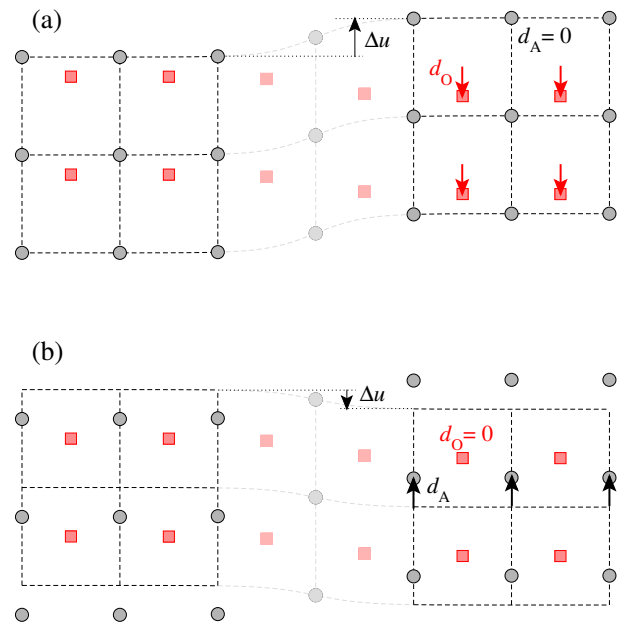 (a)
Δu
d_O
d_A = 0
(b)
Δu
d_O = 0
d_A